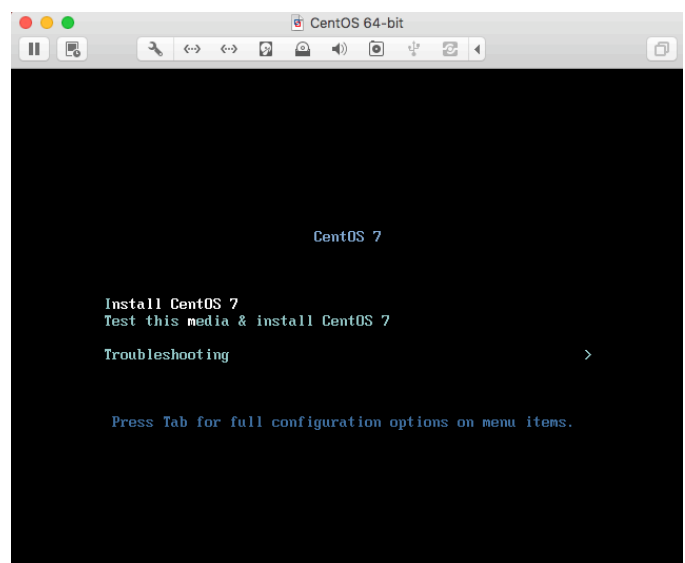 CentOS 64-bit
CentOS 7
Install CentOS 7
Test this media & install CentOS 7
Troubleshooting >
Press Tab for full configuration options on menu items.